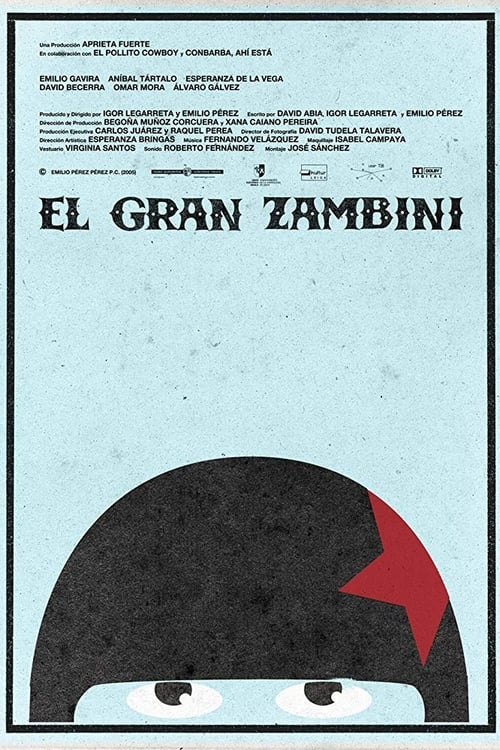 Una Producción APRIETA FUERTE
En colaboración con EL POLLITO COWBOY y CONBARBA, AHÍ ESTÁ
EMILIO GAVIRA ANÍBAL TÁRTALO ESPERANZA DE LA VEGA
DAVID BECERRA OMAR MORA ÁLVARO GÁLVEZ
Producido y Dirigido por IGOR LEGARRETA y EMILIO PÉREZ Escrito por DAVID ABIA, IGOR LEGARRETA y EMILIO PÉREZ
Dirección de Producción BEGOÑA MUÑOZ CORCUERA y XANA CAIANO PEREIRA
Producción Ejecutiva CARLOS JUÁREZ y RAQUEL PEREA Director de Fotografía DAVID TUDELA TALAVERA
Dirección Artística ESPERANZA BRINGAS Música FERNANDO VELÁZQUEZ Maquillaje ISABEL CAMPAYA
Vestuario VIRGINIA SANTOS Sonido ROBERTO FERNÁNDEZ Montaje JOSÉ SÁNCHEZ
© EMILIO PÉREZ PÉREZ P.C. (2005)
DOLBY
DIGITAL
EL GRAN ZAMBINI